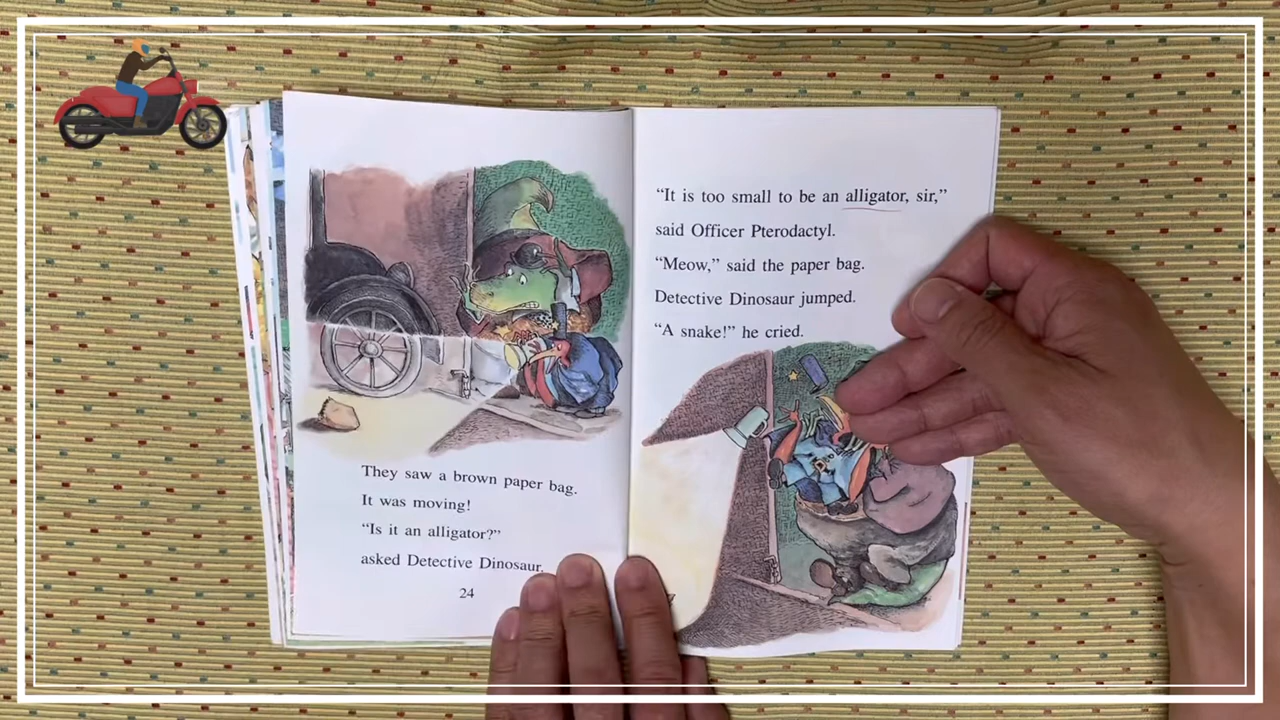 They saw a brown paper bag.
It was moving!
“Is it an alligator?”
asked Detective Dinosaur.
24
“It is too small to be an alligator, sir,”
said Officer Pterodactyl.
“Meow,” said the paper bag.
Detective Dinosaur jumped.
“A snake!” he cried.